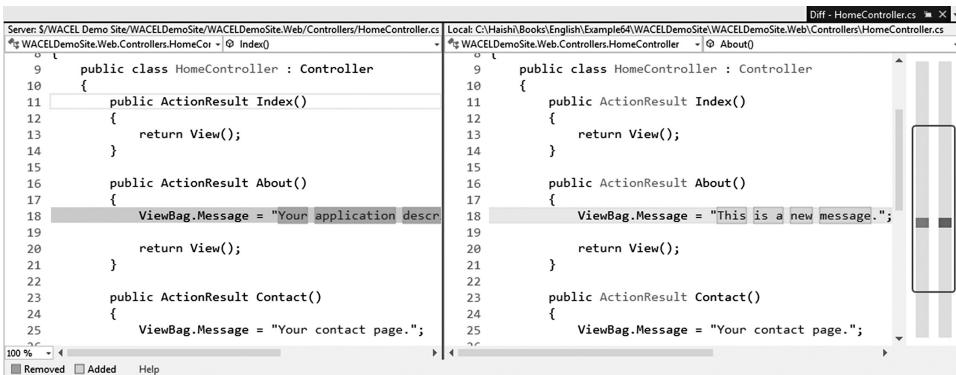 Diff - HomeController.cs
Server: $/WACEL Demo Site/WACELDemoSite/WACELDemoSite.Web/Controllers/HomeController.cs
WACELDemoSite.Web.Controllers.HomeCor
Index()
8 {
9 public class HomeController : Controller
10 {
11 public ActionResult Index()
12 {
13 return View();
14 }
15
16 public ActionResult About()
17 {
18 ViewBag.Message = "Your application descr
19
20 return View();
21 }
22
23 public ActionResult Contact()
24 {
25 ViewBag.Message = "Your contact page.";
26
100 %
Local: C:\Haishi\Books\English\Example64\WACELDemoSite\WACELDemoSite.Web\Controllers\HomeController.cs
WACELDemoSite.Web.Controllers.HomeController
About()
8 {
9 public class HomeController : Controller
10 {
11 public ActionResult Index()
12 {
13 return View();
14 }
15
16 public ActionResult About()
17 {
18 ViewBag.Message = "This is a new message.";
19
20 return View();
21 }
22
23 public ActionResult Contact()
24 {
25 ViewBag.Message = "Your contact page.";
26
Removed Added Help